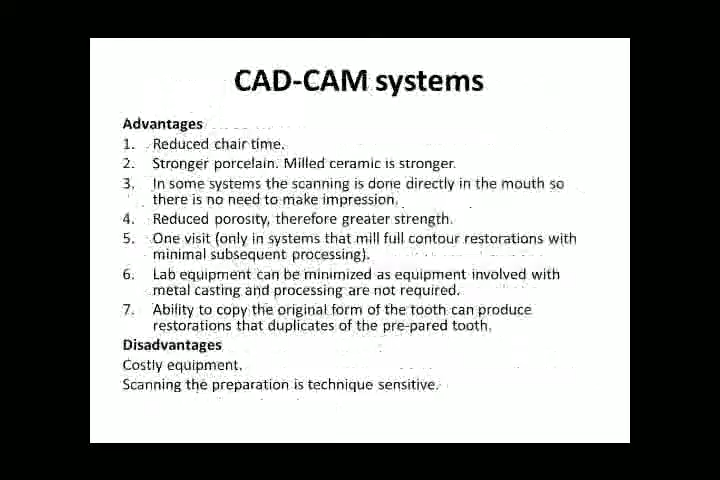 CAD-CAM systems
Advantages
1. Reduced chair time.
2. Stronger porcelain. Milled ceramic is stronger.
3. In some systems the scanning is done directly in the mouth so
there is no need to make impression.
4. Reduced porosity, therefore greater strength.
5. One visit (only in systems that mill full contour restorations with
minimal subsequent processing).
6. Lab equipment can be minimized as equipment involved with
metal casting and processing are not required.
7. Ability to copy the original form of the tooth can produce
restorations that duplicates of the pre-pared tooth.
Disadvantages
Costly equipment.
Scanning the preparation is technique sensitive.